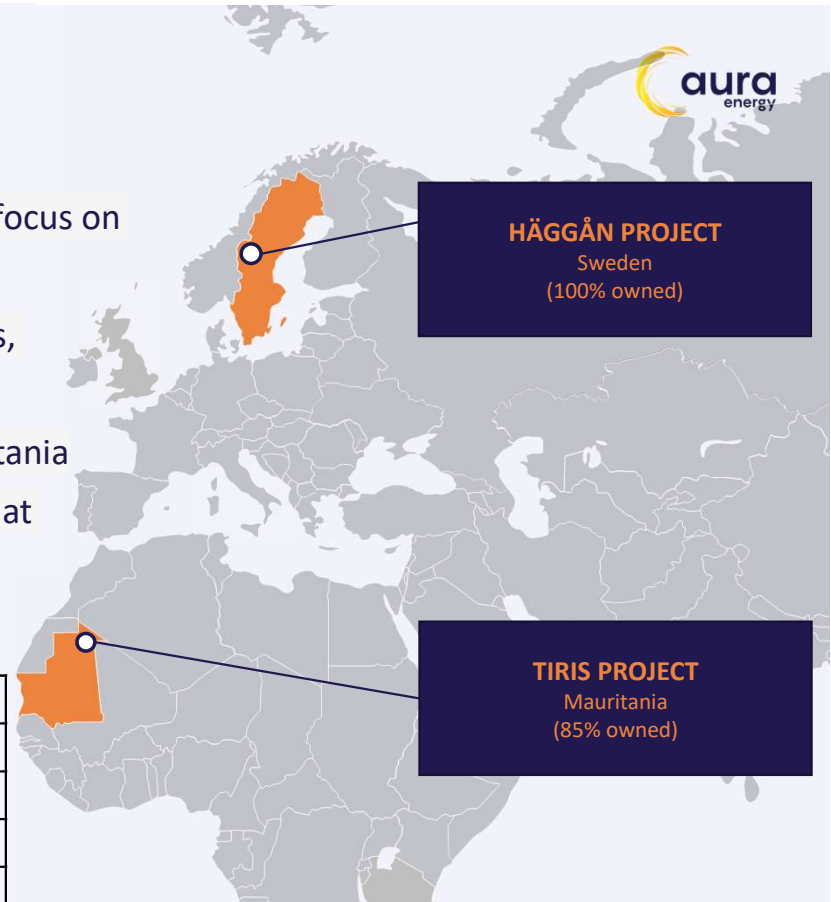 aura
energy
focus on
s,
tania
at
HÄGGÅN PROJECT
Sweden
(100% owned)
TIRIS PROJECT
Mauritania
(85% owned)